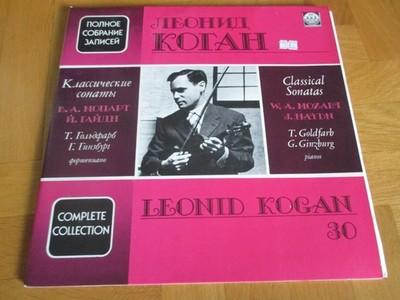 ПОЛНОЕ
СОБРАНИЕ
ЗАПИСЕЙ
ЛЕОНИД
КОГАН
Классические
сонаты
В. А. МОЦАРТ
Й. ГАЙДН
Т. Гольдфарб
Г. Гинзбург
фортепиано
Classical
Sonatas
W. A. MOZART
J. HAYDN
T. Goldfarb
G. Ginzburg
piano
COMPLETE
COLLECTION
LEONID KOGAN
30